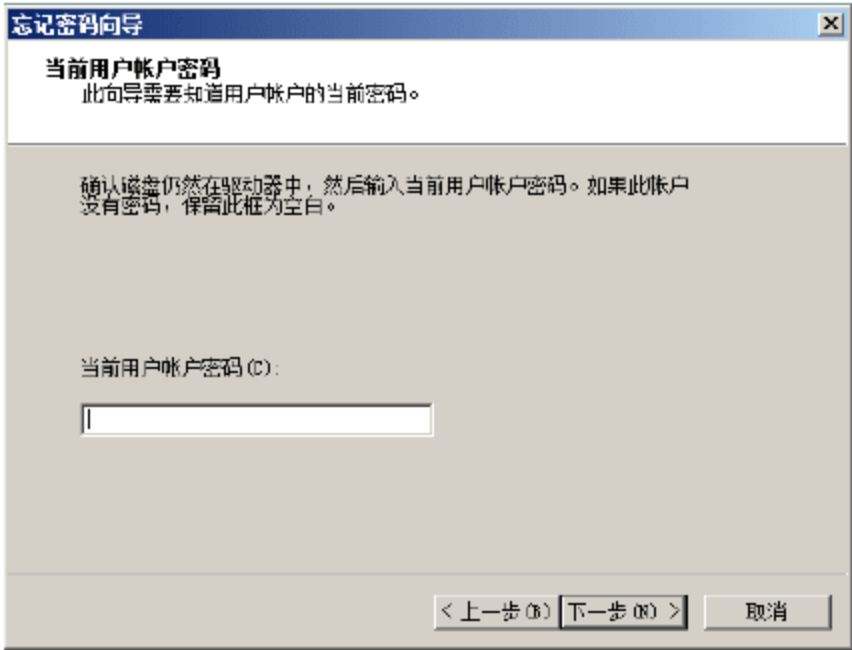 忘记密码向导
当前用户帐户密码
此向导需要知道用户帐户的当前密码。
确认磁盘仍然在驱动器中，然后输入当前用户帐户密码。如果此帐户
没有密码，保留此框为空白。
当前用户帐户密码(C):
< 上一步(B) 下一步(N) > 取消